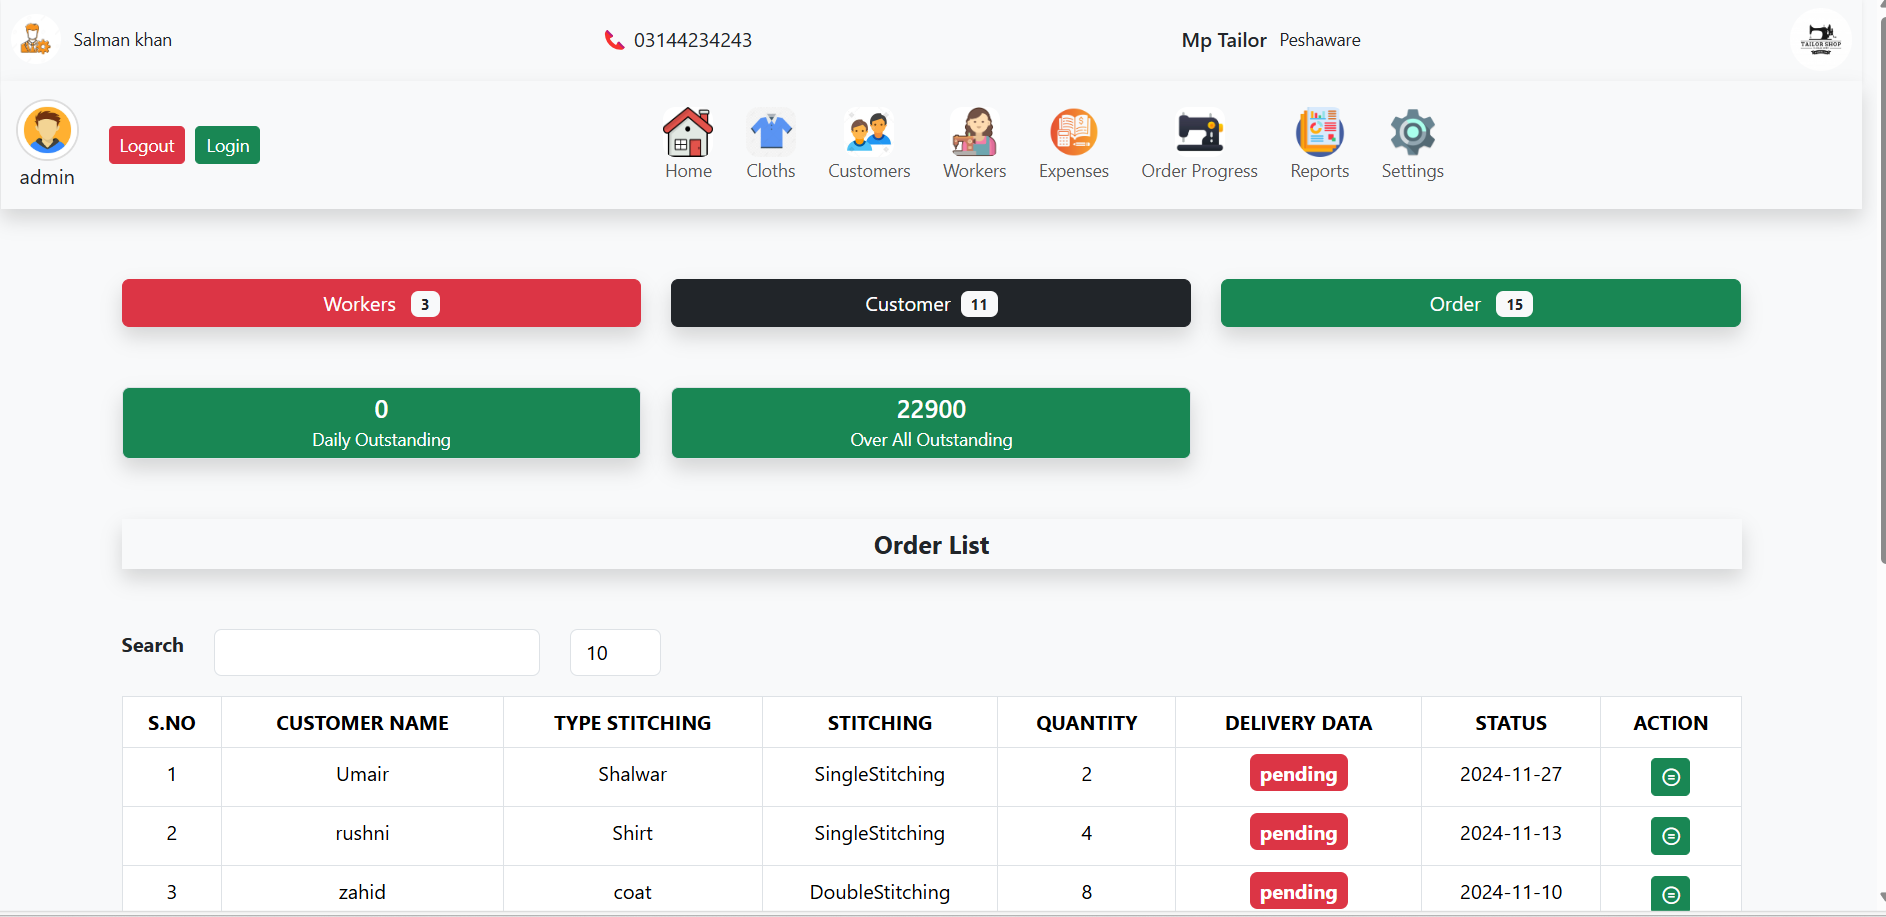 Salman khan
03144234243
Mp Tailor Peshaware
TAILOR SHOP
admin
Logout
Login
Home
Cloths
Customers
Workers
Expenses
Order Progress
Reports
Settings
Workers 3
Customer 11
Order 15
0
Daily Outstanding
22900
Over All Outstanding
Order List
Search 10
S.NO CUSTOMER NAME TYPE STITCHING STITCHING QUANTITY DELIVERY DATA STATUS ACTION
1 Umair Shalwar SingleStitching 2 pending 2024-11-27
2 rushni Shirt SingleStitching 4 pending 2024-11-13
3 zahid coat DoubleStitching 8 pending 2024-11-10